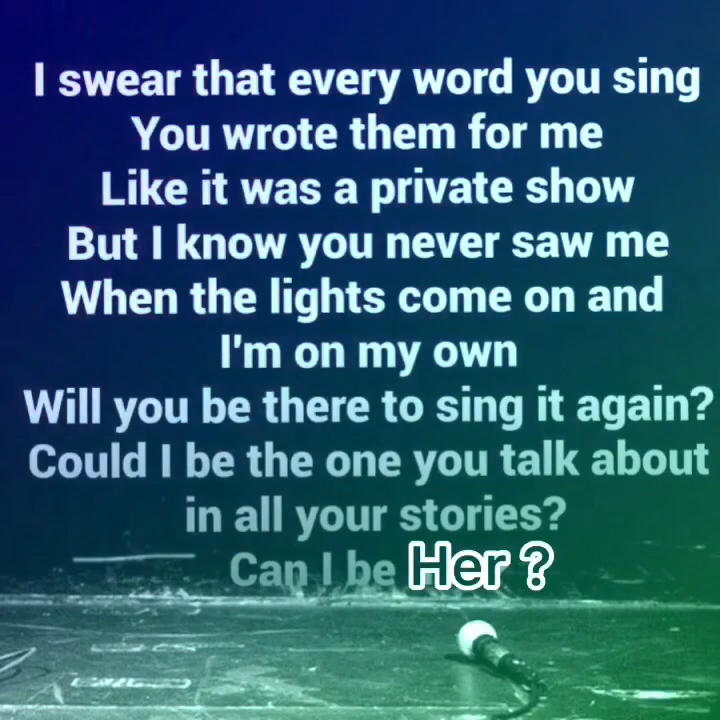 I swear that every word you sing
You wrote them for me
Like it was a private show
But I know you never saw me
When the lights come on and
I'm on my own
Will you be there to sing it again?
Could I be the one you talk about
in all your stories?
Can I be Her ?